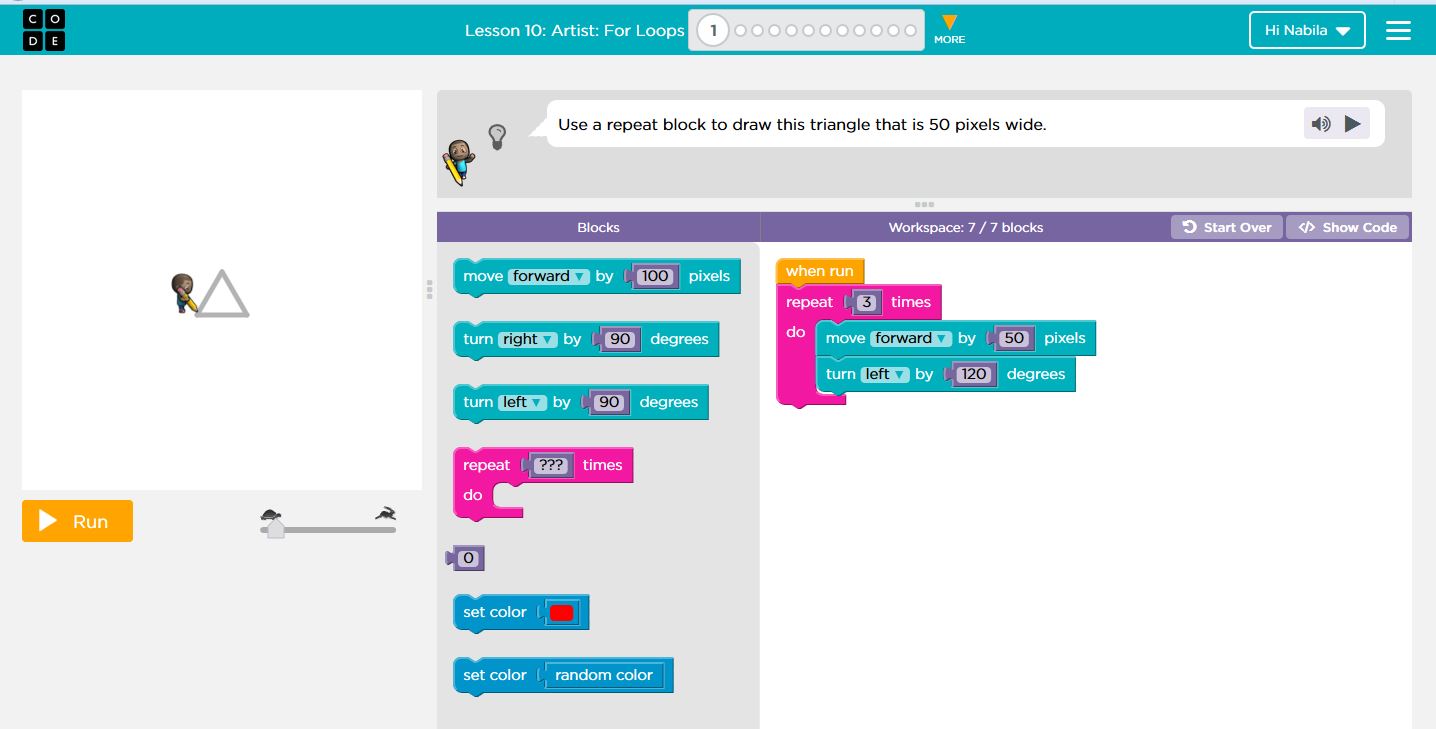 C O
D E
Lesson 10: Artist: For Loops
1
MORE
Hi Nabila
Use a repeat block to draw this triangle that is 50 pixels wide.
Blocks
Workspace: 7 / 7 blocks
Start Over
</> Show Code
move forward by 100 pixels
turn right by 90 degrees
turn left by 90 degrees
repeat ??? times
do
0
set color
set color random color
when run
repeat 3 times
do
move forward by 50 pixels
turn left by 120 degrees
Run